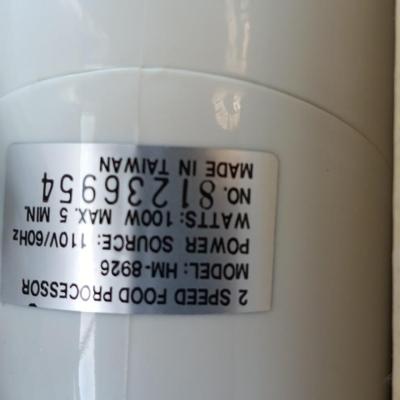 2 SPEED FOOD PROCESSOR
MODEL: HM-8926
POWER SOURCE: 110V/60Hz
WATTS: 100W MAX. 5 MIN.
NO. 81236954
MADE IN TAIWAN